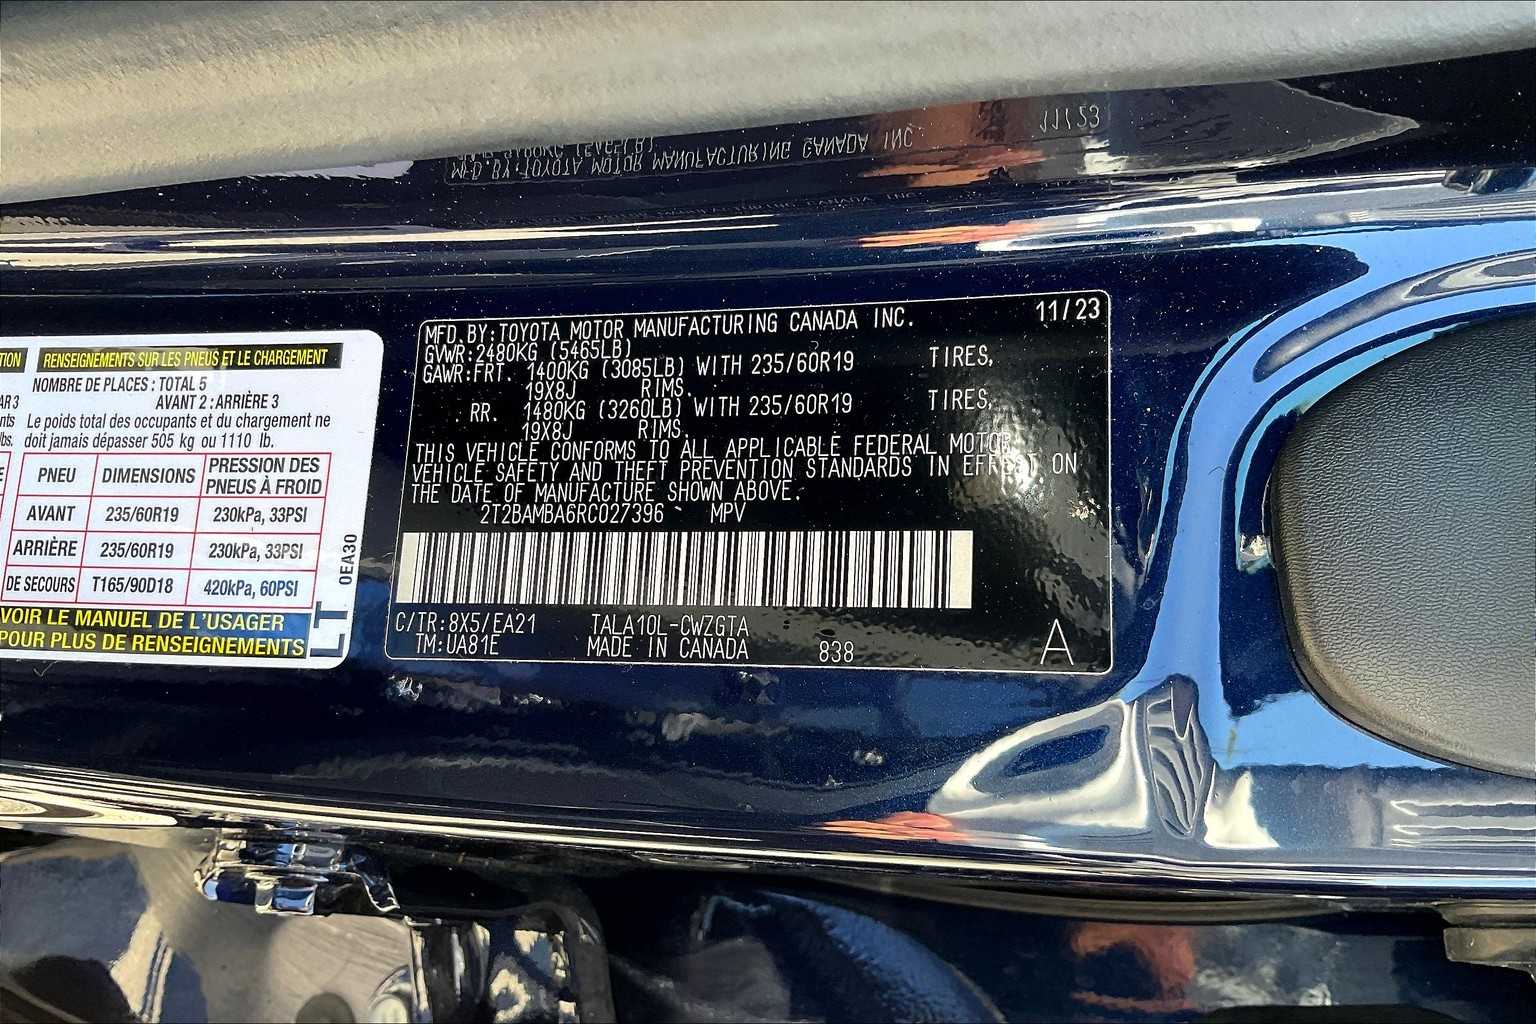 TION RENSEIGNEMENTS SUR LES PNEUS ET LE CHARGEMENT
NOMBRE DE PLACES : TOTAL 5
AR 3 AVANT 2 : ARRIÈRE 3
nts Le poids total des occupants et du chargement ne
lbs. doit jamais dépasser 505 kg ou 1110 lb.
E PNEU DIMENSIONS PRESSION DES PNEUS À FROID
AVANT 235/60R19 230kPa, 33PSI
ARRIÈRE 235/60R19 230kPa, 33PSI
DE SECOURS T165/90D18 420kPa, 60PSI
VOIR LE MANUEL DE L'USAGER
POUR PLUS DE RENSEIGNEMENTS
0EA30
LT
MFD.BY:TOYOTA MOTOR MANUFACTURING CANADA INC. 11/23
GVWR:2480KG (5465LB)
GAWR:FRT. 1400KG (3085LB) WITH 235/60R19 TIRES,
19X8J RIMS.
RR. 1480KG (3260LB) WITH 235/60R19 TIRES,
19X8J RIMS.
THIS VEHICLE CONFORMS TO ALL APPLICABLE FEDERAL MOTOR
VEHICLE SAFETY AND THEFT PREVENTION STANDARDS IN EFFECT ON
THE DATE OF MANUFACTURE SHOWN ABOVE.
2T2BAMBA6RC027396 MPV
C/TR:8X5/EA21 TALA10L-CWZGTA
TM:UA81E MADE IN CANADA 838 A